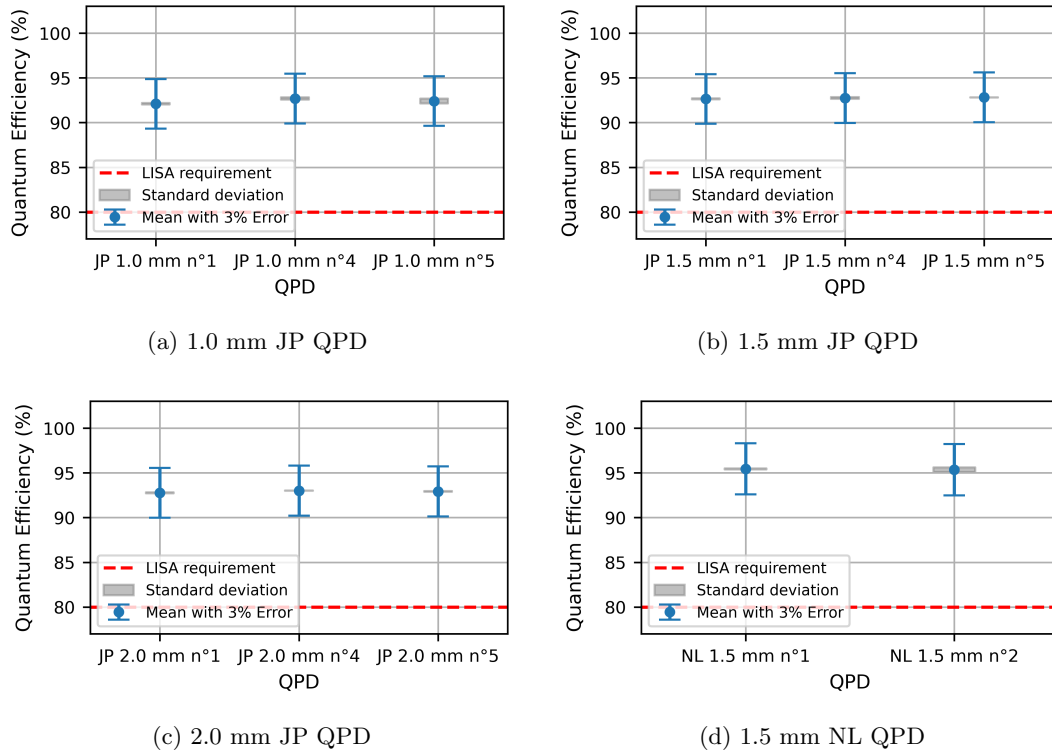 Quantum Efficiency (%)
100
95
90
85
80
LISA requirement
Standard deviation
Mean with 3% Error
JP 1.0 mm n°1
JP 1.0 mm n°4
JP 1.0 mm n°5
QPD
(a) 1.0 mm JP QPD
Quantum Efficiency (%)
100
95
90
85
80
LISA requirement
Standard deviation
Mean with 3% Error
JP 1.5 mm n°1
JP 1.5 mm n°4
JP 1.5 mm n°5
QPD
(b) 1.5 mm JP QPD
Quantum Efficiency (%)
100
95
90
85
80
LISA requirement
Standard deviation
Mean with 3% Error
JP 2.0 mm n°1
JP 2.0 mm n°4
JP 2.0 mm n°5
QPD
(c) 2.0 mm JP QPD
Quantum Efficiency (%)
100
95
90
85
80
LISA requirement
Standard deviation
Mean with 3% Error
NL 1.5 mm n°1
NL 1.5 mm n°2
QPD
(d) 1.5 mm NL QPD